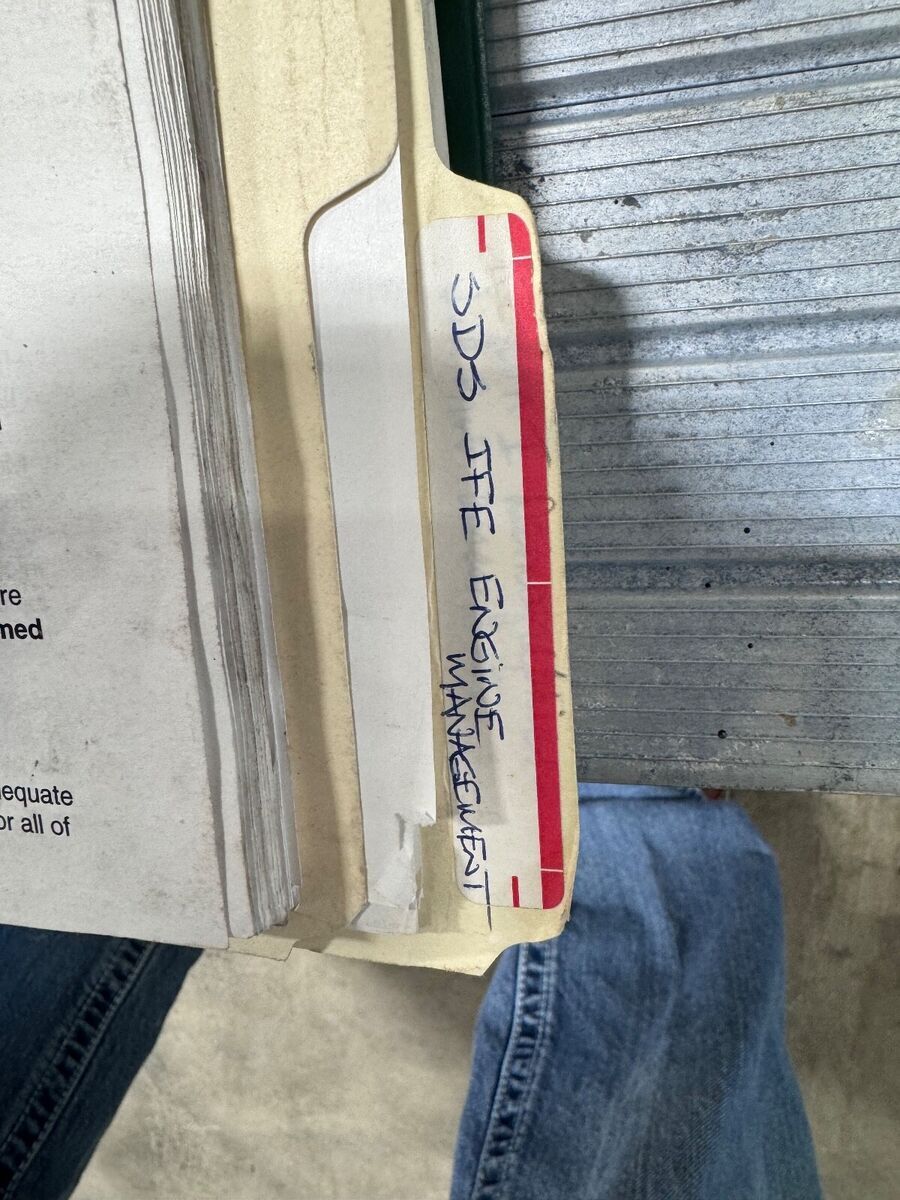 re
med
equate
or all of
SDS IFE ENGINE
MANAGEMENT